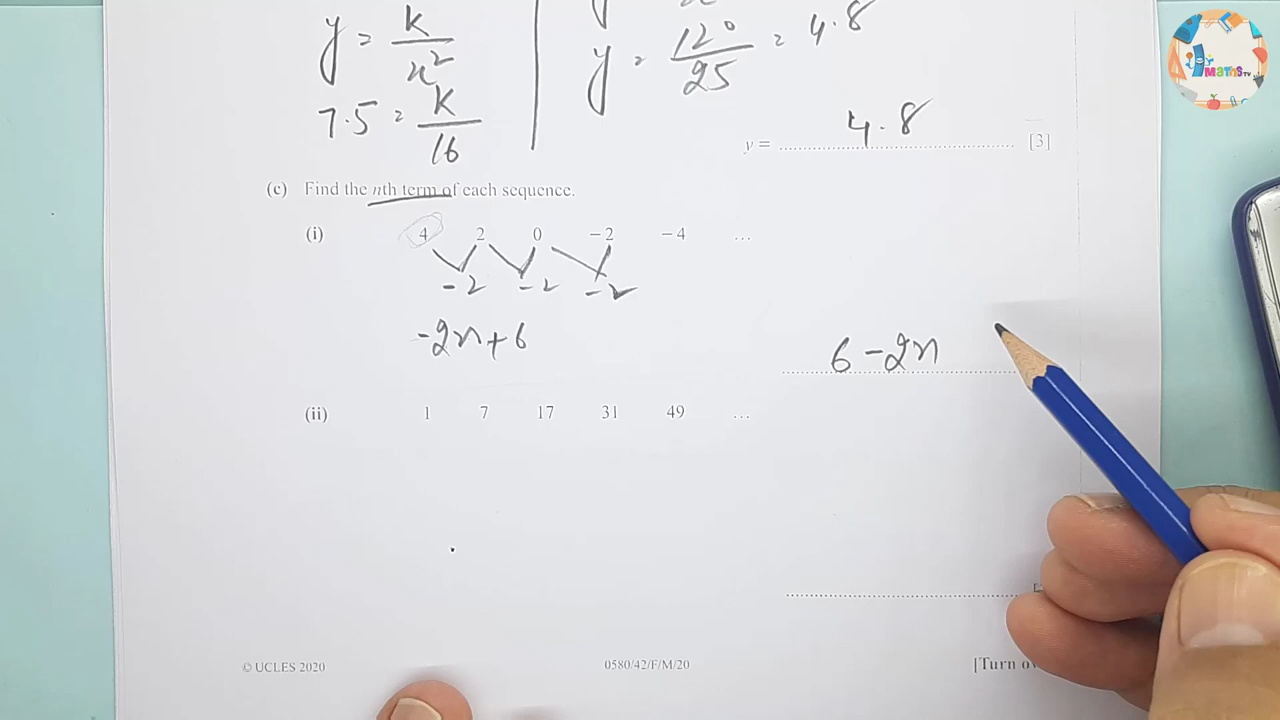 y = k/x² y = 120/25 = 4.8
7.5 = k/16
y = 4.8 [3]
(c) Find the nth term of each sequence.
(i) 4 2 0 −2 −4 ...
-2 -2 -2
-2n+6
6-2n
(ii) 1 7 17 31 49 ...
© UCLES 2020 0580/42/F/M/20 [Turn
MATHS TV